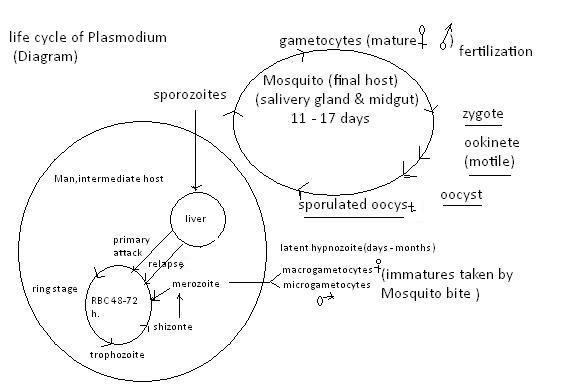 life cycle of Plasmodium
(Diagram)
gametocytes (mature ♀ ♂)
fertilization
Mosquito (final host)
(salivery gland & midgut)
11 - 17 days
sporozoites
zygote
ookinete
(motile)
oocyst
sporulated oocyst
Man,intermediate host
liver
primary
attack
relapse
latent hypnozoite(days - months)
macrogametocytes ♀
microgametocytes
♂
(immatures taken by
Mosquito bite )
merozoite
ring stage
RBC48-72
h.
shizonte
trophozoite